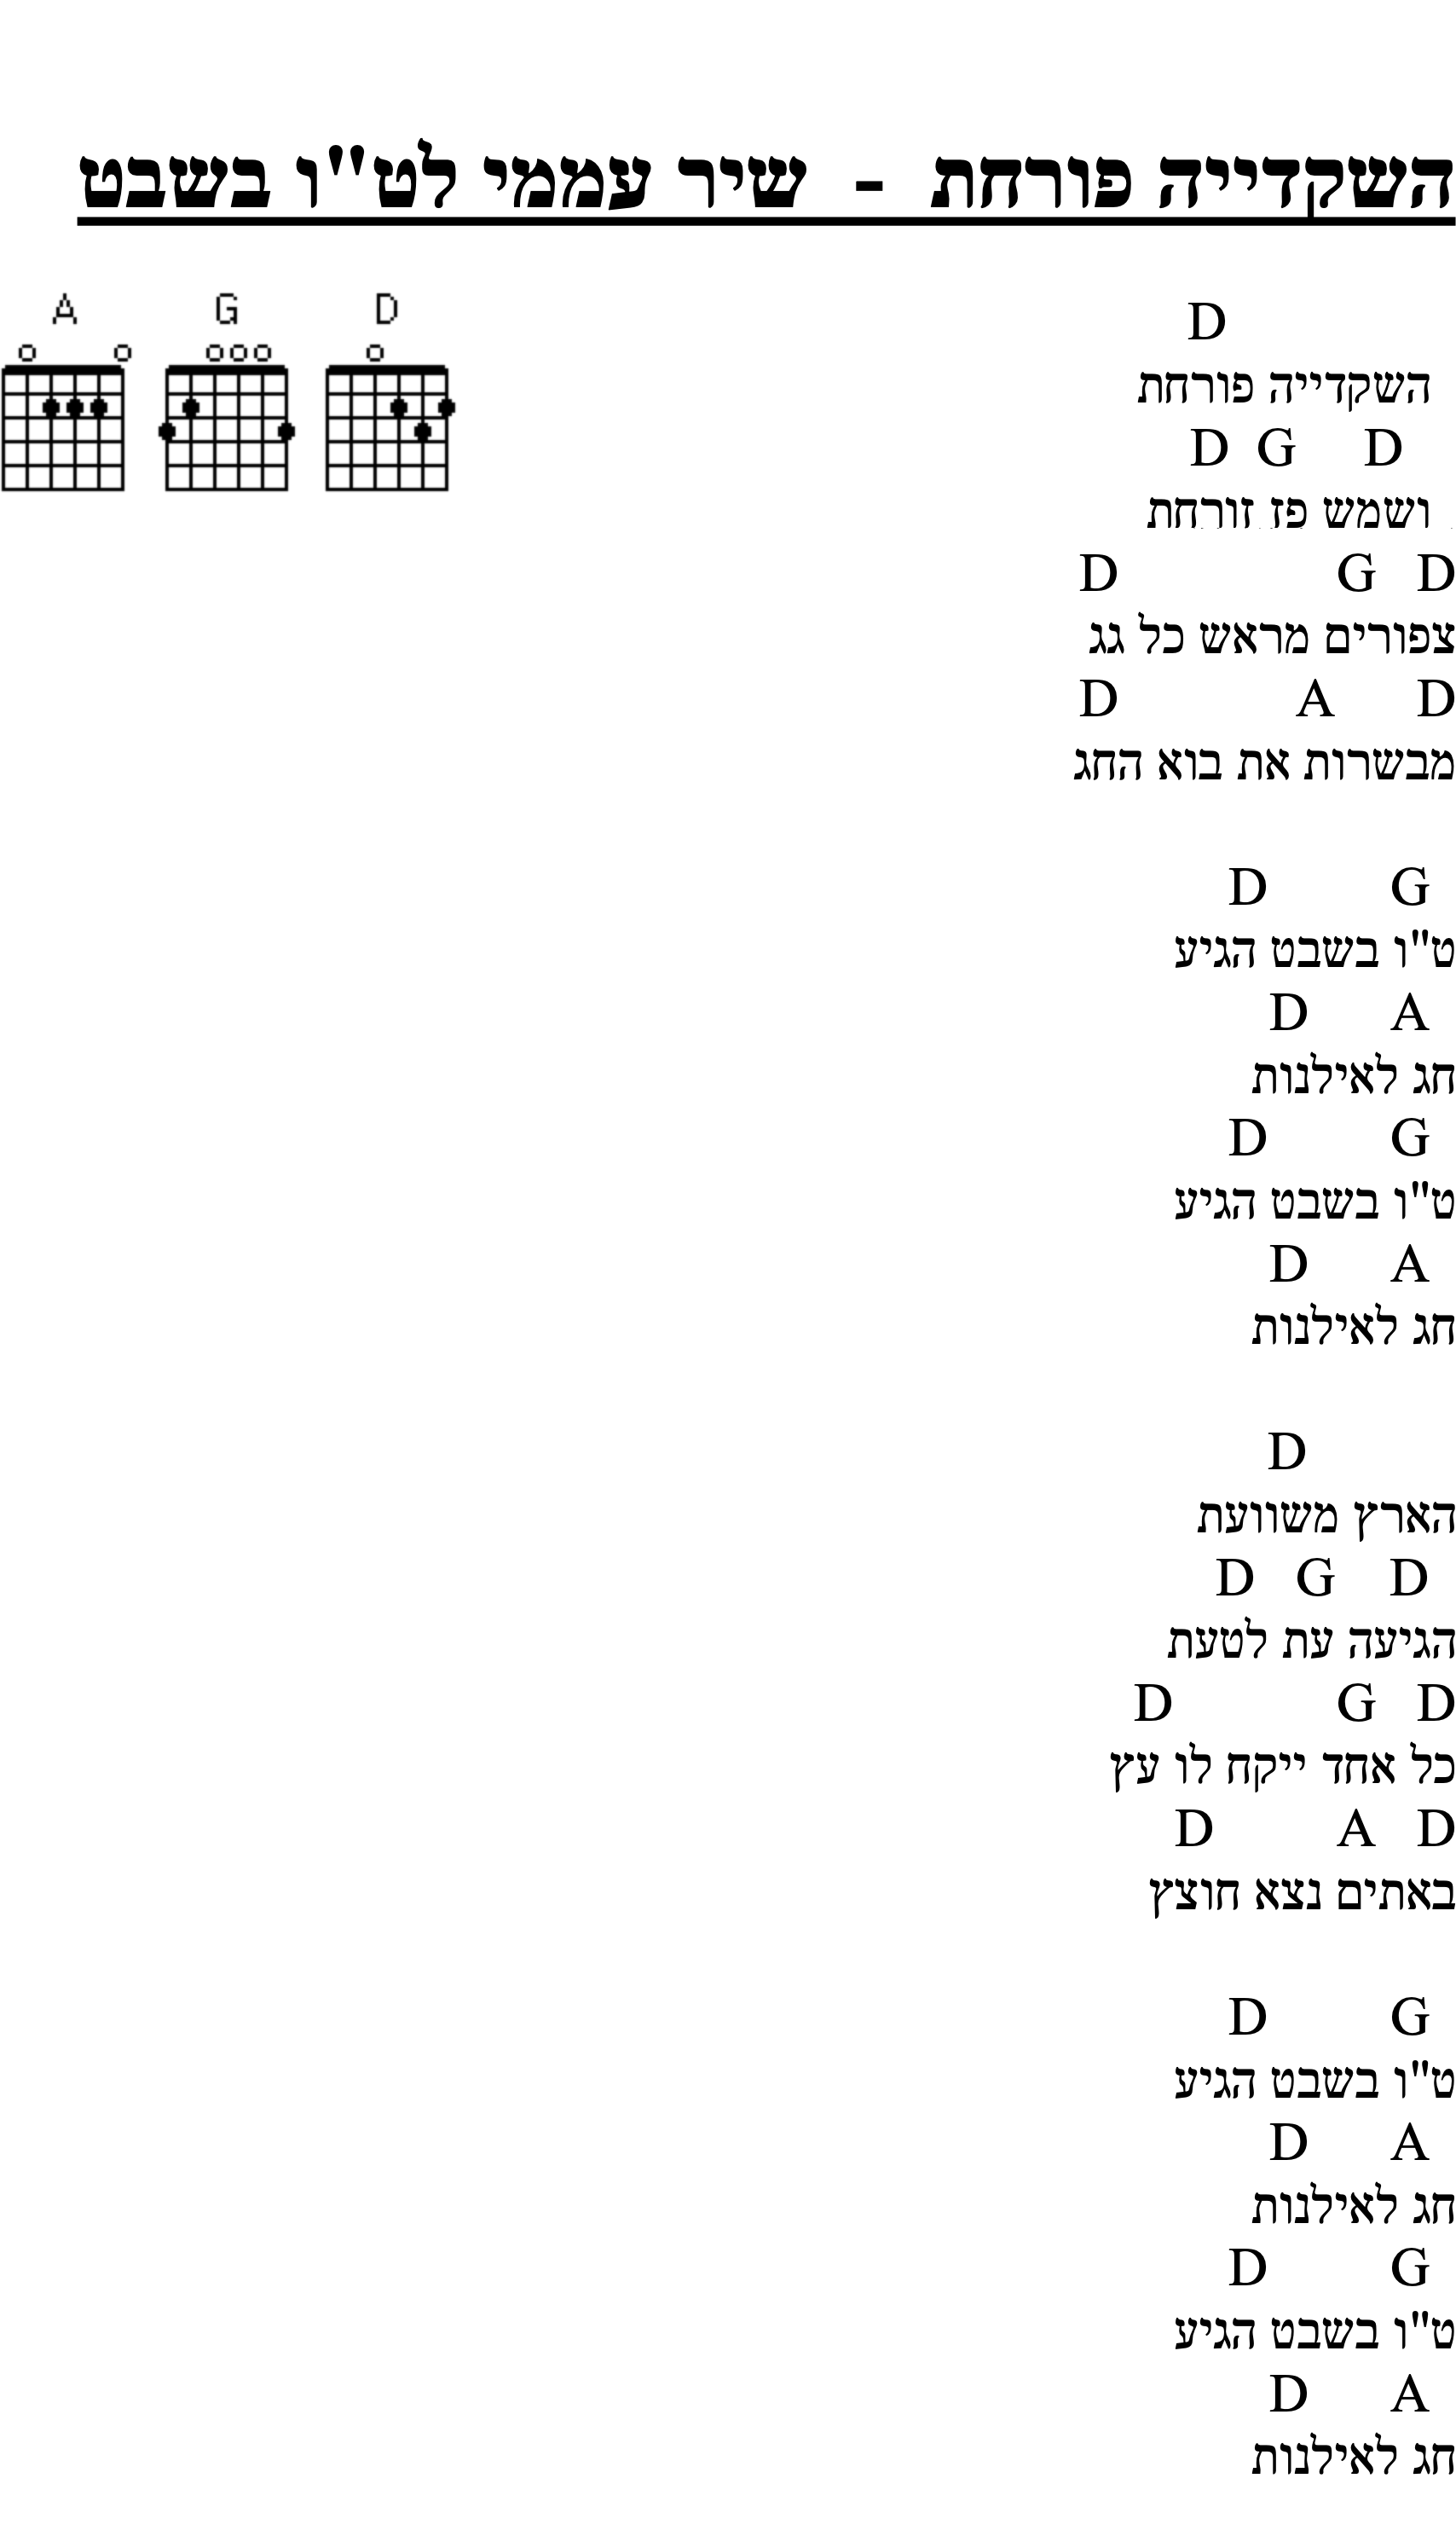 השקדייה פורחת - שיר עממי לט"ו בשבט
A G D
D
השקדייה פורחת
D G D
ושמש פז זורחת
D G D
צפורים מראש כל גג
D A D
מבשרות את בוא החג
G D
ט"ו בשבט הגיע
A D
חג לאילנות
G D
ט"ו בשבט הגיע
A D
חג לאילנות
D
הארץ משוועת
D G D
הגיעה עת לטעת
D G D
כל אחד ייקח לו עץ
D A D
באתים נצא חוצץ
G D
ט"ו בשבט הגיע
A D
חג לאילנות
G D
ט"ו בשבט הגיע
A D
חג לאילנות